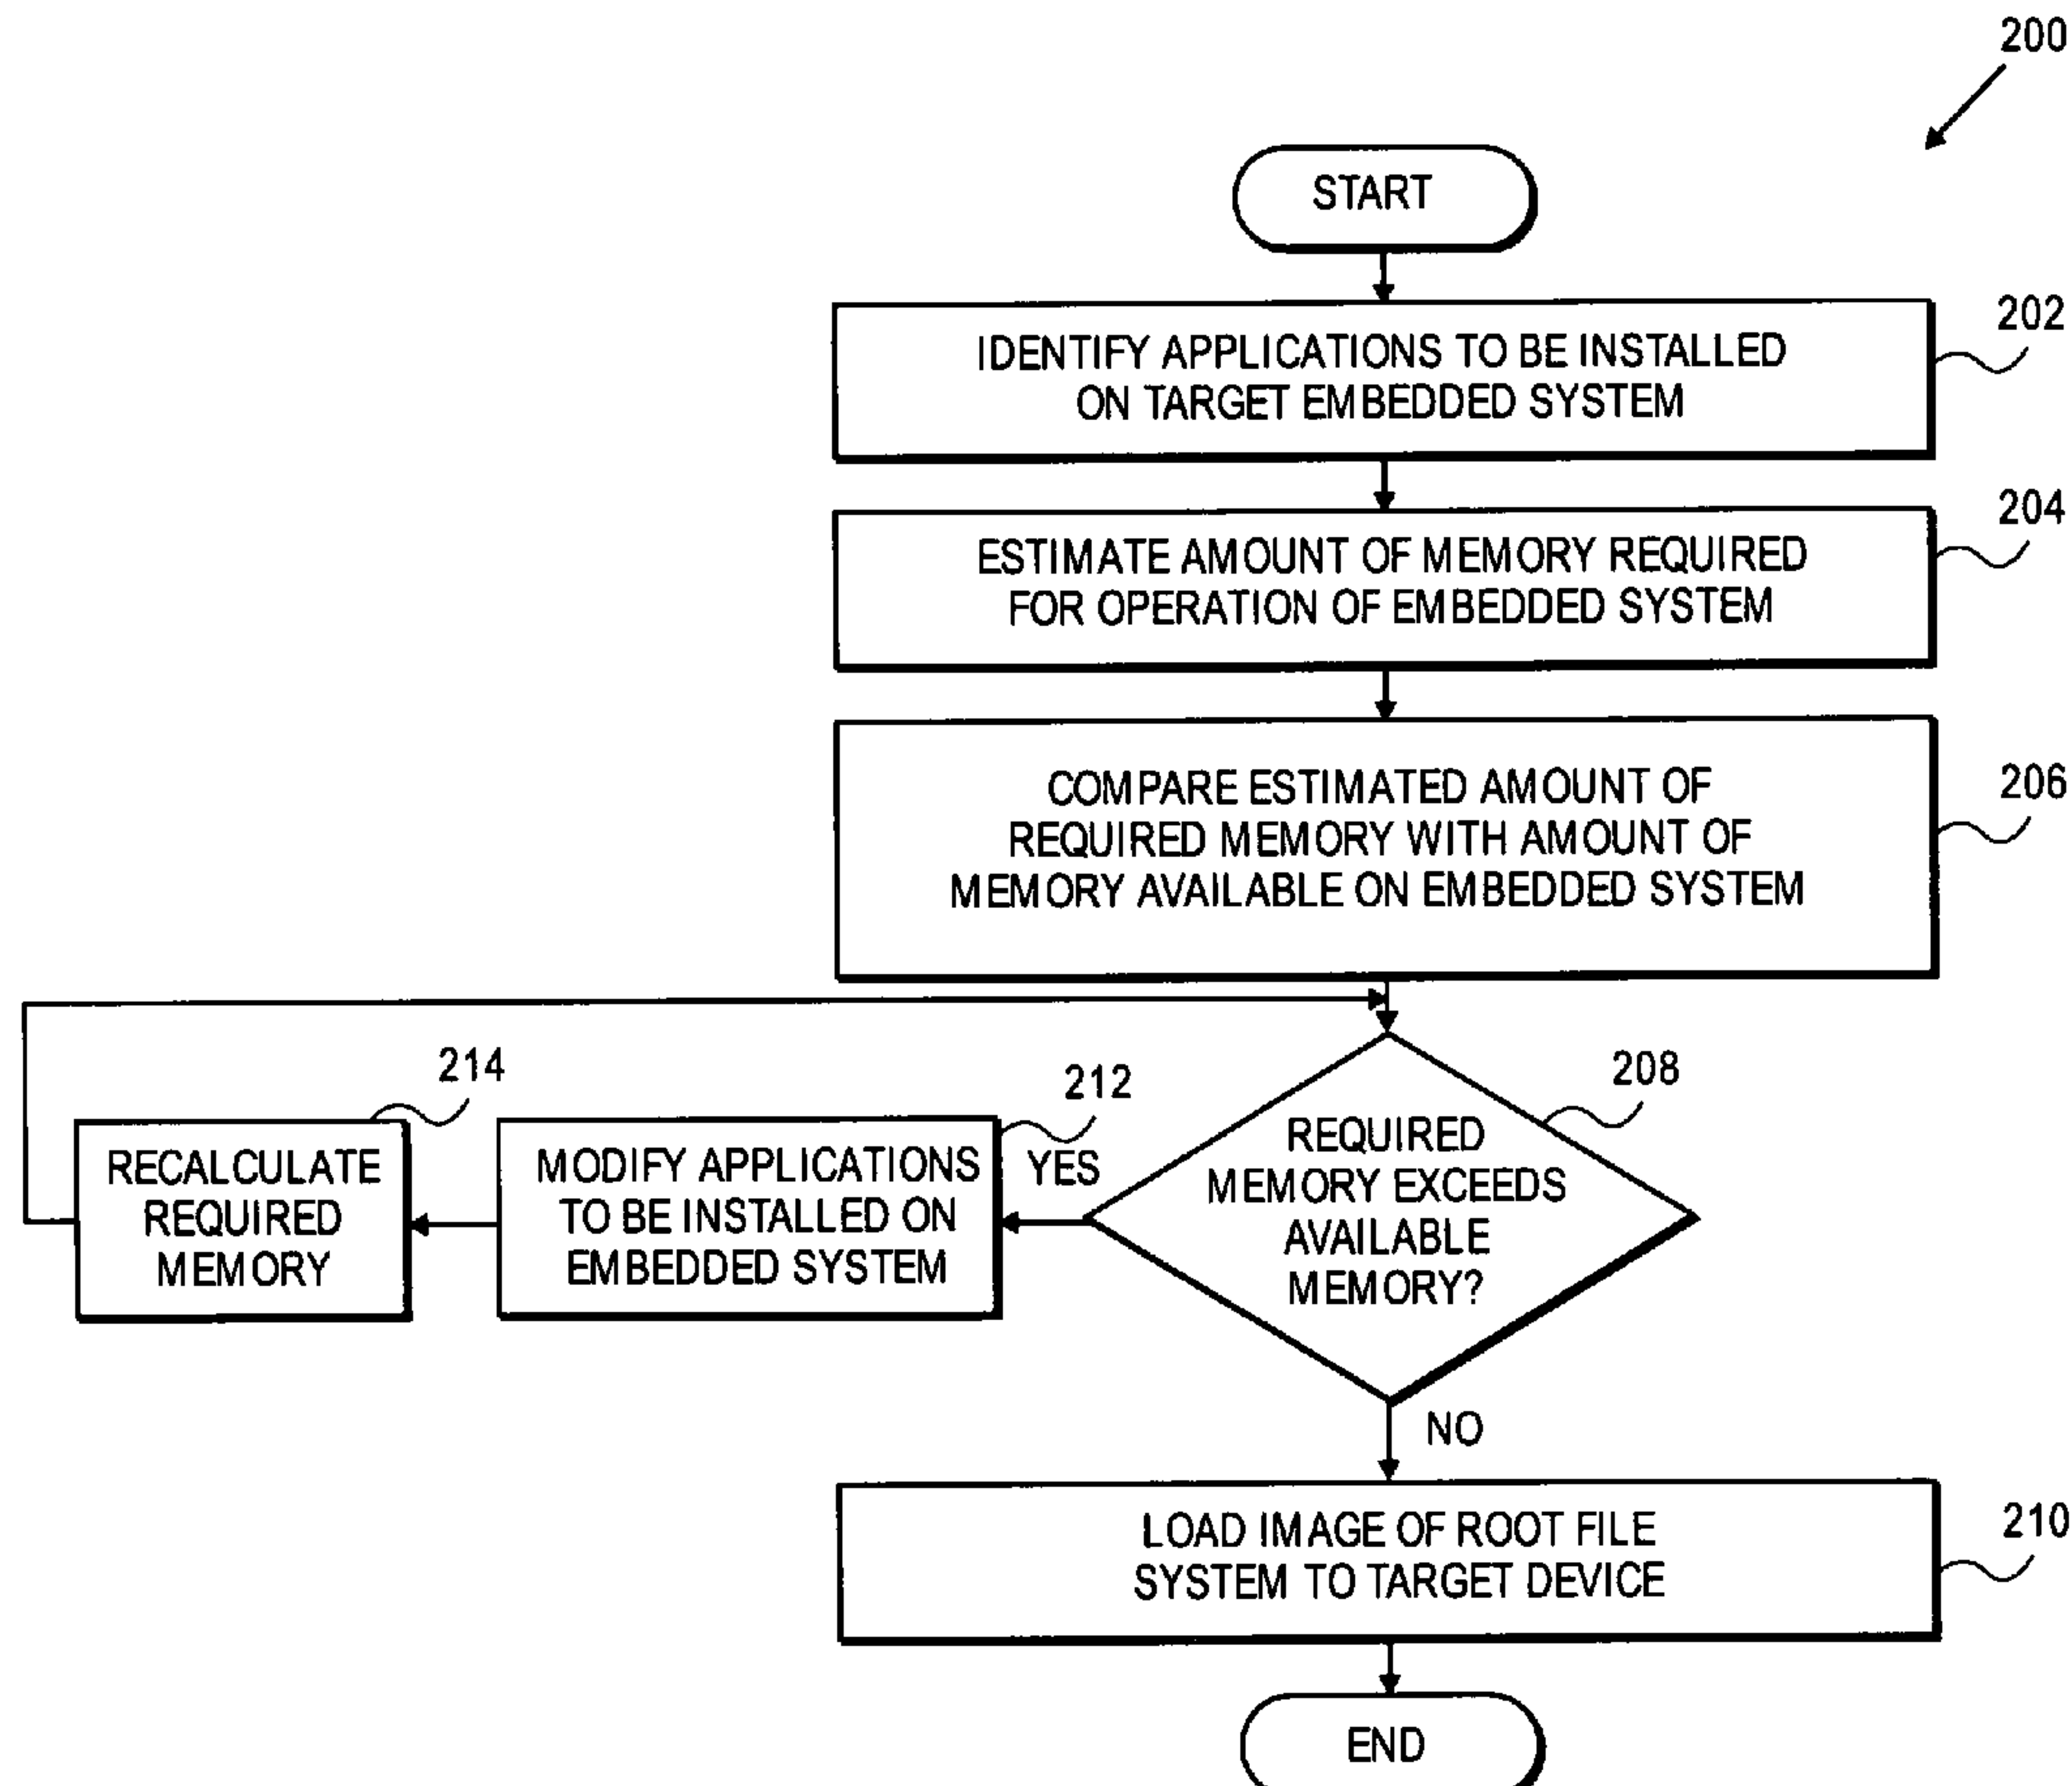 200
START
202
IDENTIFY APPLICATIONS TO BE INSTALLED
ON TARGET EMBEDDED SYSTEM
204
ESTIMATE AMOUNT OF MEMORY REQUIRED
FOR OPERATION OF EMBEDDED SYSTEM
206
COMPARE ESTIMATED AMOUNT OF
REQUIRED MEMORY WITH AMOUNT OF
MEMORY AVAILABLE ON EMBEDDED SYSTEM
208
REQUIRED
MEMORY EXCEEDS
AVAILABLE
MEMORY?
YES
212
MODIFY APPLICATIONS
TO BE INSTALLED ON
EMBEDDED SYSTEM
214
RECALCULATE
REQUIRED
MEMORY
NO
210
LOAD IMAGE OF ROOT FILE
SYSTEM TO TARGET DEVICE
END